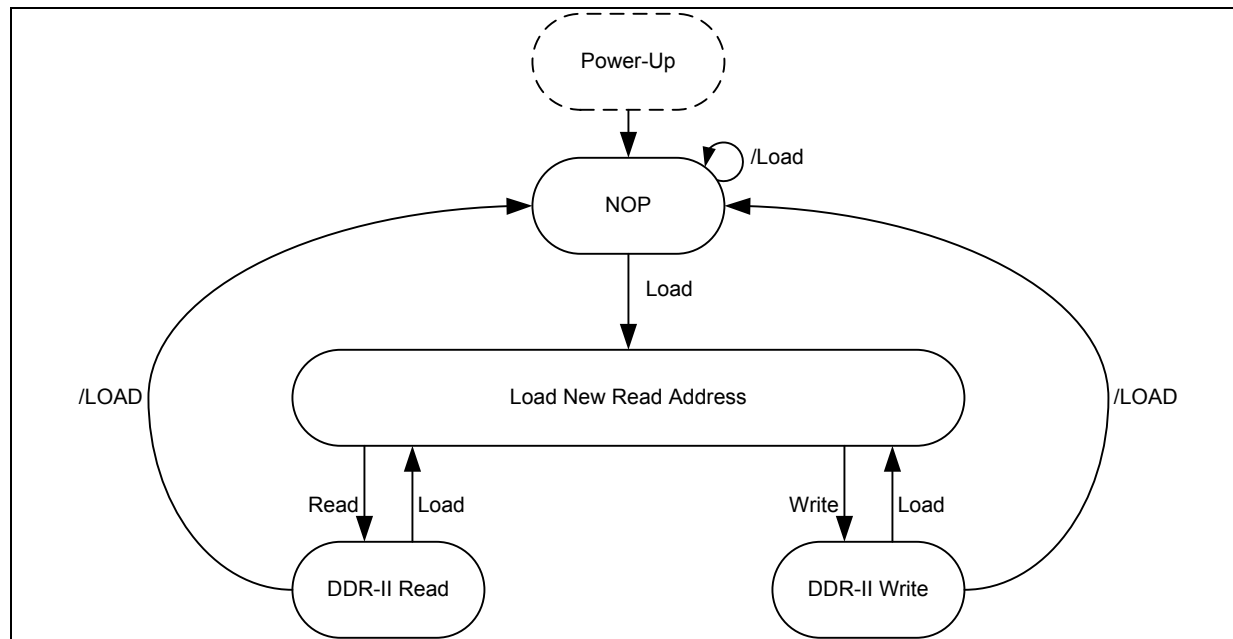 Power-Up
/Load
NOP
Load
Load New Read Address
/LOAD
/LOAD
Read
Load
Write
Load
DDR-II Read
DDR-II Write